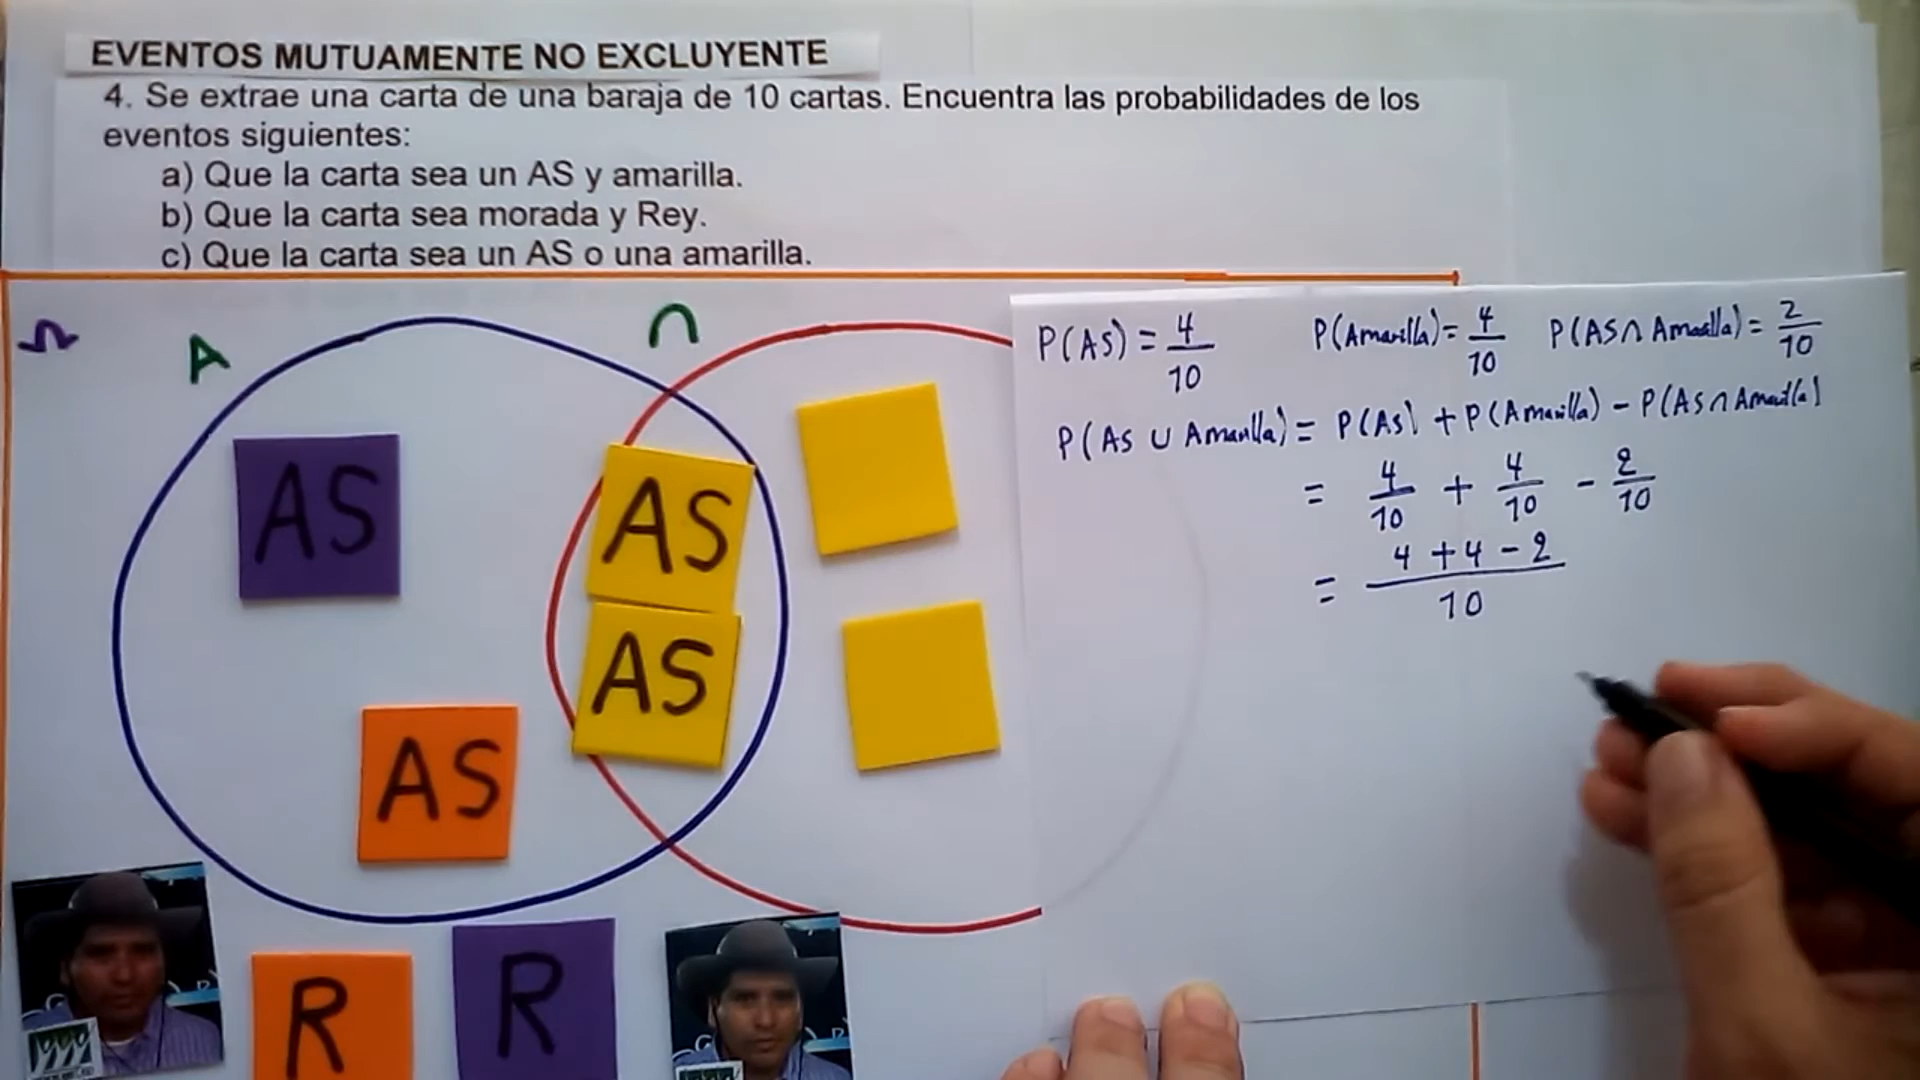 EVENTOS MUTUAMENTE NO EXCLUYENTE
4. Se extrae una carta de una baraja de 10 cartas. Encuentra las probabilidades de los
eventos siguientes:
a) Que la carta sea un AS y amarilla.
b) Que la carta sea morada y Rey.
c) Que la carta sea un AS o una amarilla.
Ω
A
∩
AS
AS
AS
AS
R
R
P(AS) = 4/10
P(Amarilla) = 4/10
P(AS ∩ Amarilla) = 2/10
P(AS ∪ Amarilla) = P(AS) + P(Amarilla) - P(AS ∩ Amarilla)
= 4/10 + 4/10 - 2/10
= 4 + 4 - 2 / 10